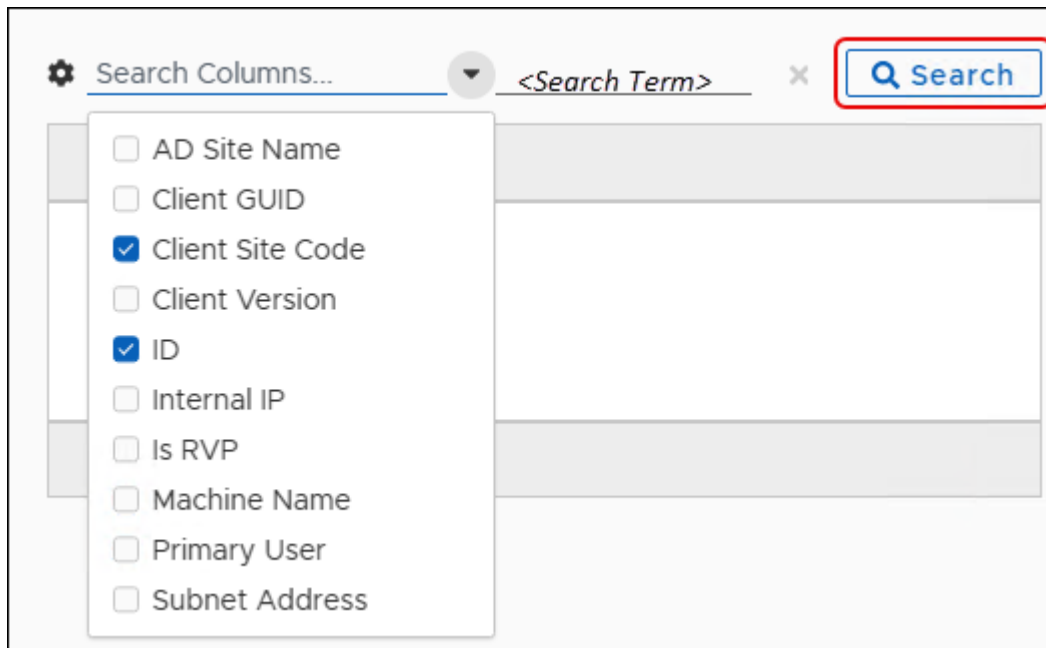 Search Columns... <Search Term> × Search
AD Site Name
Client GUID
Client Site Code
Client Version
ID
Internal IP
Is RVP
Machine Name
Primary User
Subnet Address